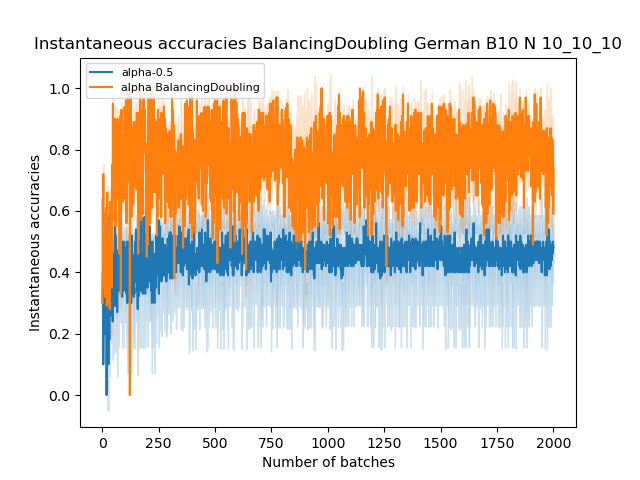 Instantaneous accuracies BalancingDoubling German B10 N 10_10_10
alpha-0.5
alpha BalancingDoubling
Instantaneous accuracies
1.0
0.8
0.6
0.4
0.2
0.0
0 250 500 750 1000 1250 1500 1750 2000
Number of batches